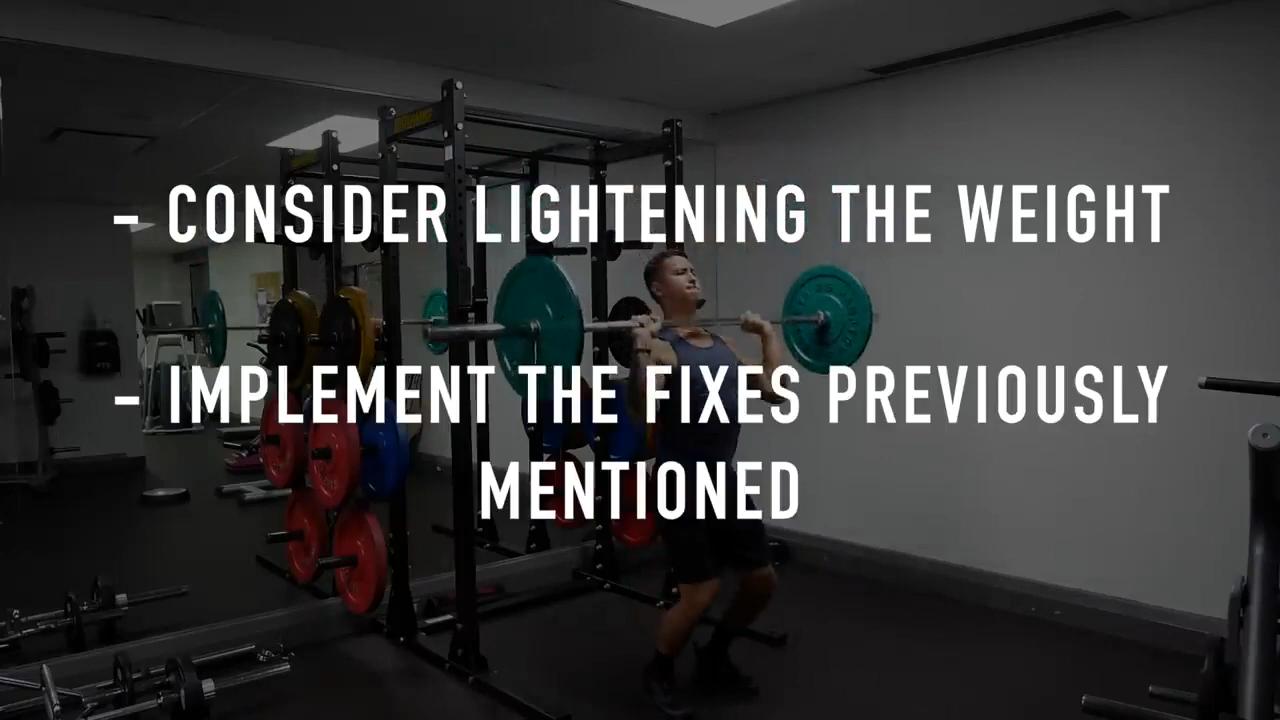 - CONSIDER LIGHTENING THE WEIGHT
- IMPLEMENT THE FIXES PREVIOUSLY
MENTIONED